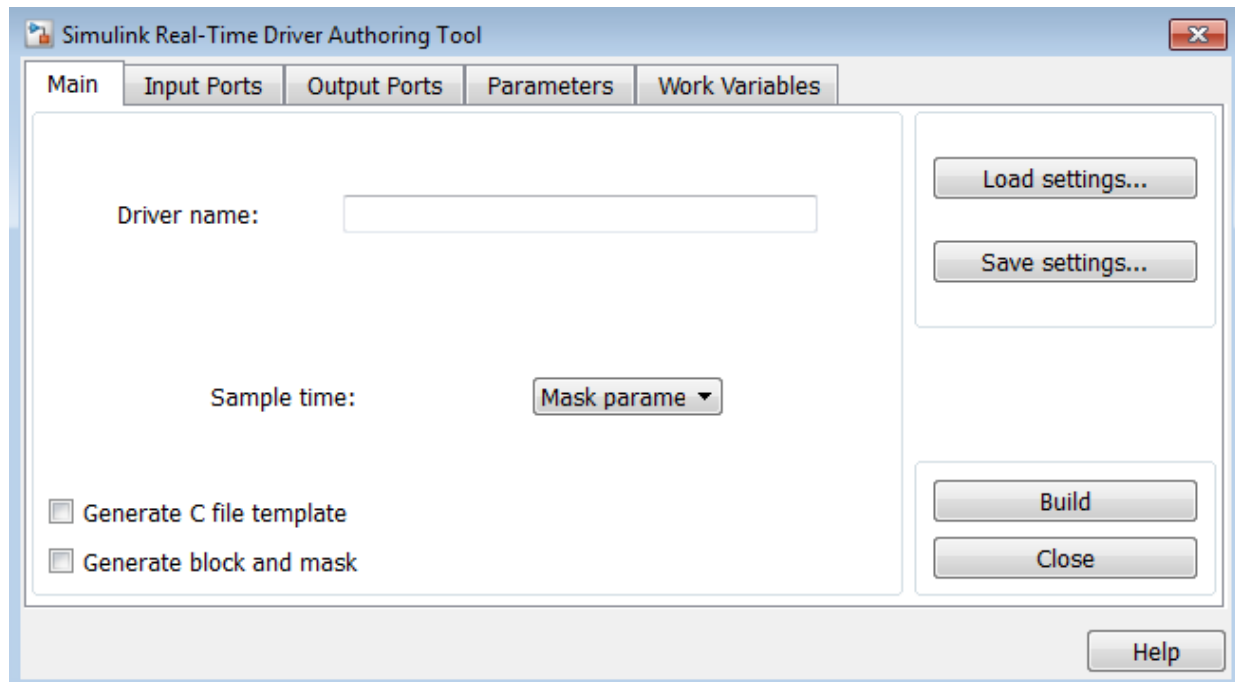 Simulink Real-Time Driver Authoring Tool
Main Input Ports Output Ports Parameters Work Variables
Load settings...
Driver name:
Save settings...
Sample time: Mask parame
Generate C file template
Generate block and mask
Build
Close
Help